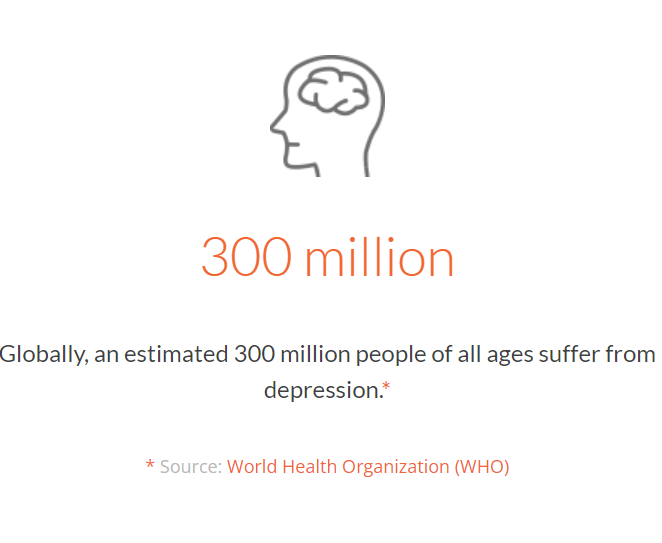 300 million
Globally, an estimated 300 million people of all ages suffer from
depression.*
* Source: World Health Organization (WHO)